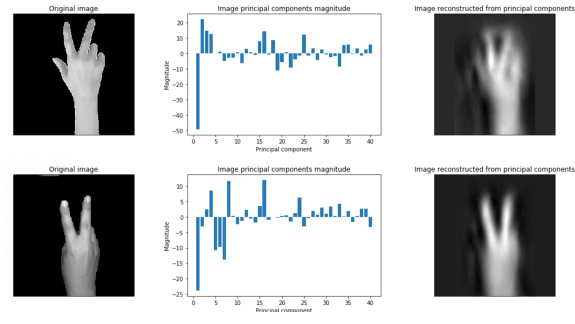 Original image
Image principal components magnitude
Image reconstructed from principal components
Magnitude
20
10
0
−10
−20
−30
−40
−50
0 5 10 15 20 25 30 35 40
Principal component
Original image
Image principal components magnitude
Image reconstructed from principal components
Magnitude
10
5
0
−5
−10
−15
−20
−25
0 5 10 15 20 25 30 35 40
Principal component